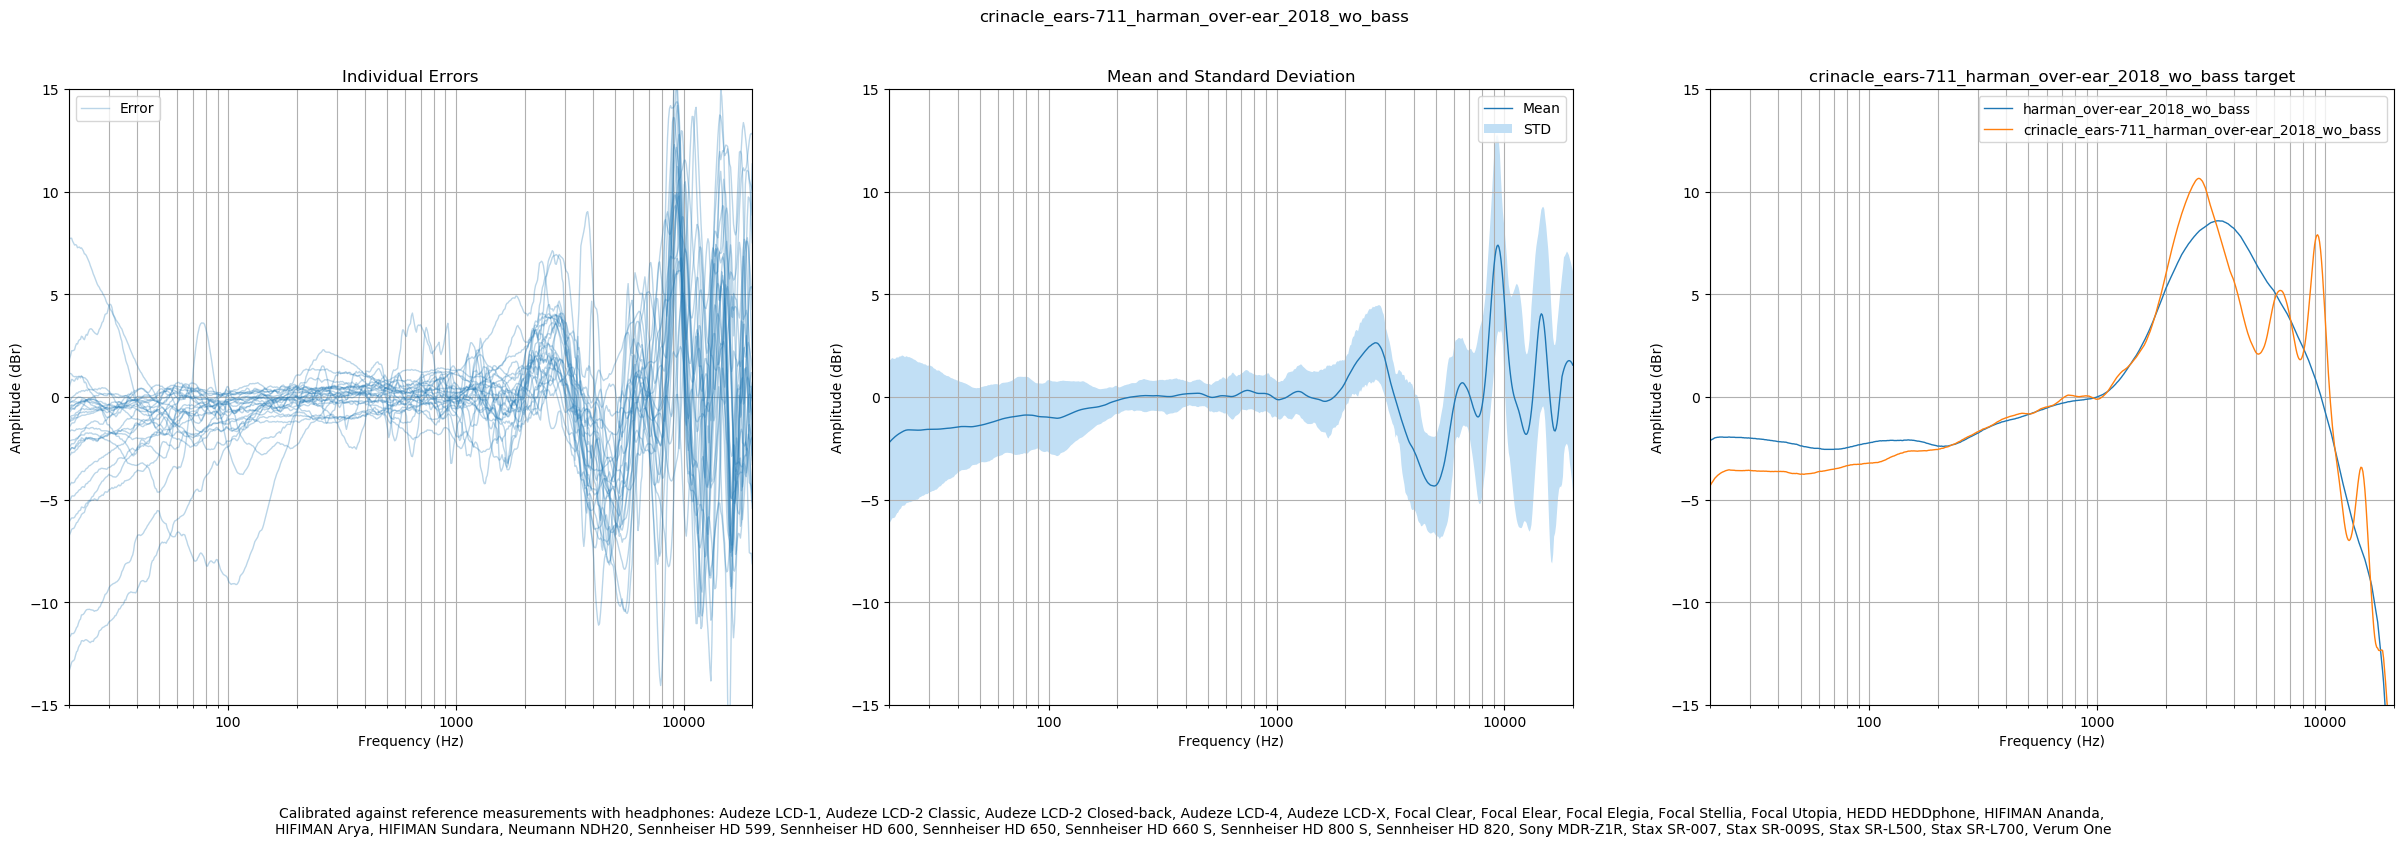 crinacle_ears-711_harman_over-ear_2018_wo_bass
Individual Errors
Error
15
10
5
0
−5
−10
−15
100
1000
10000
Amplitude (dBr)
Frequency (Hz)
Mean and Standard Deviation
Mean
STD
15
10
5
0
−5
−10
−15
100
1000
10000
Amplitude (dBr)
Frequency (Hz)
crinacle_ears-711_harman_over-ear_2018_wo_bass target
harman_over-ear_2018_wo_bass
crinacle_ears-711_harman_over-ear_2018_wo_bass
15
10
5
0
−5
−10
−15
100
1000
10000
Amplitude (dBr)
Frequency (Hz)
Calibrated against reference measurements with headphones: Audeze LCD-1, Audeze LCD-2 Classic, Audeze LCD-2 Closed-back, Audeze LCD-4, Audeze LCD-X, Focal Clear, Focal Elear, Focal Elegia, Focal Stellia, Focal Utopia, HEDD HEDDphone, HIFIMAN Ananda,
HIFIMAN Arya, HIFIMAN Sundara, Neumann NDH20, Sennheiser HD 599, Sennheiser HD 600, Sennheiser HD 650, Sennheiser HD 660 S, Sennheiser HD 800 S, Sennheiser HD 820, Sony MDR-Z1R, Stax SR-007, Stax SR-009S, Stax SR-L500, Stax SR-L700, Verum One